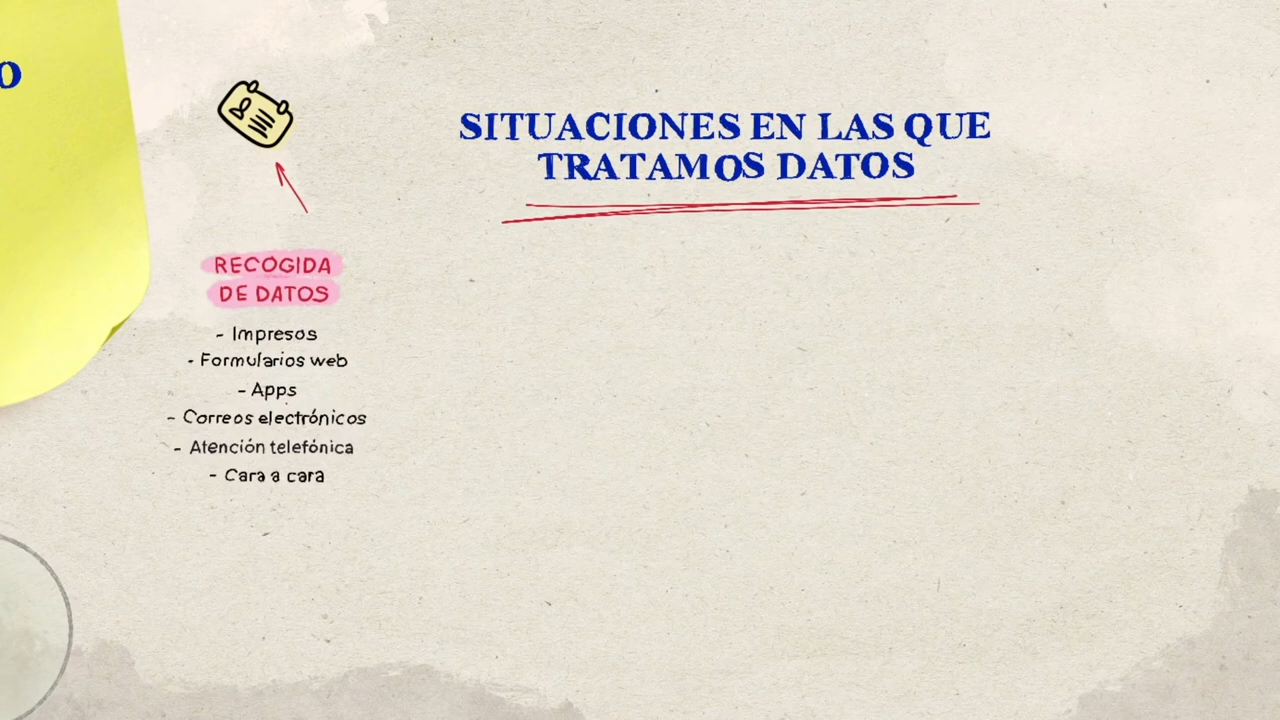 O
SITUACIONES EN LAS QUE
TRATAMOS DATOS
RECOGIDA
DE DATOS
- Impresos
- Formularios web
- Apps
- Correos electrónicos
- Atención telefónica
- Cara a cara